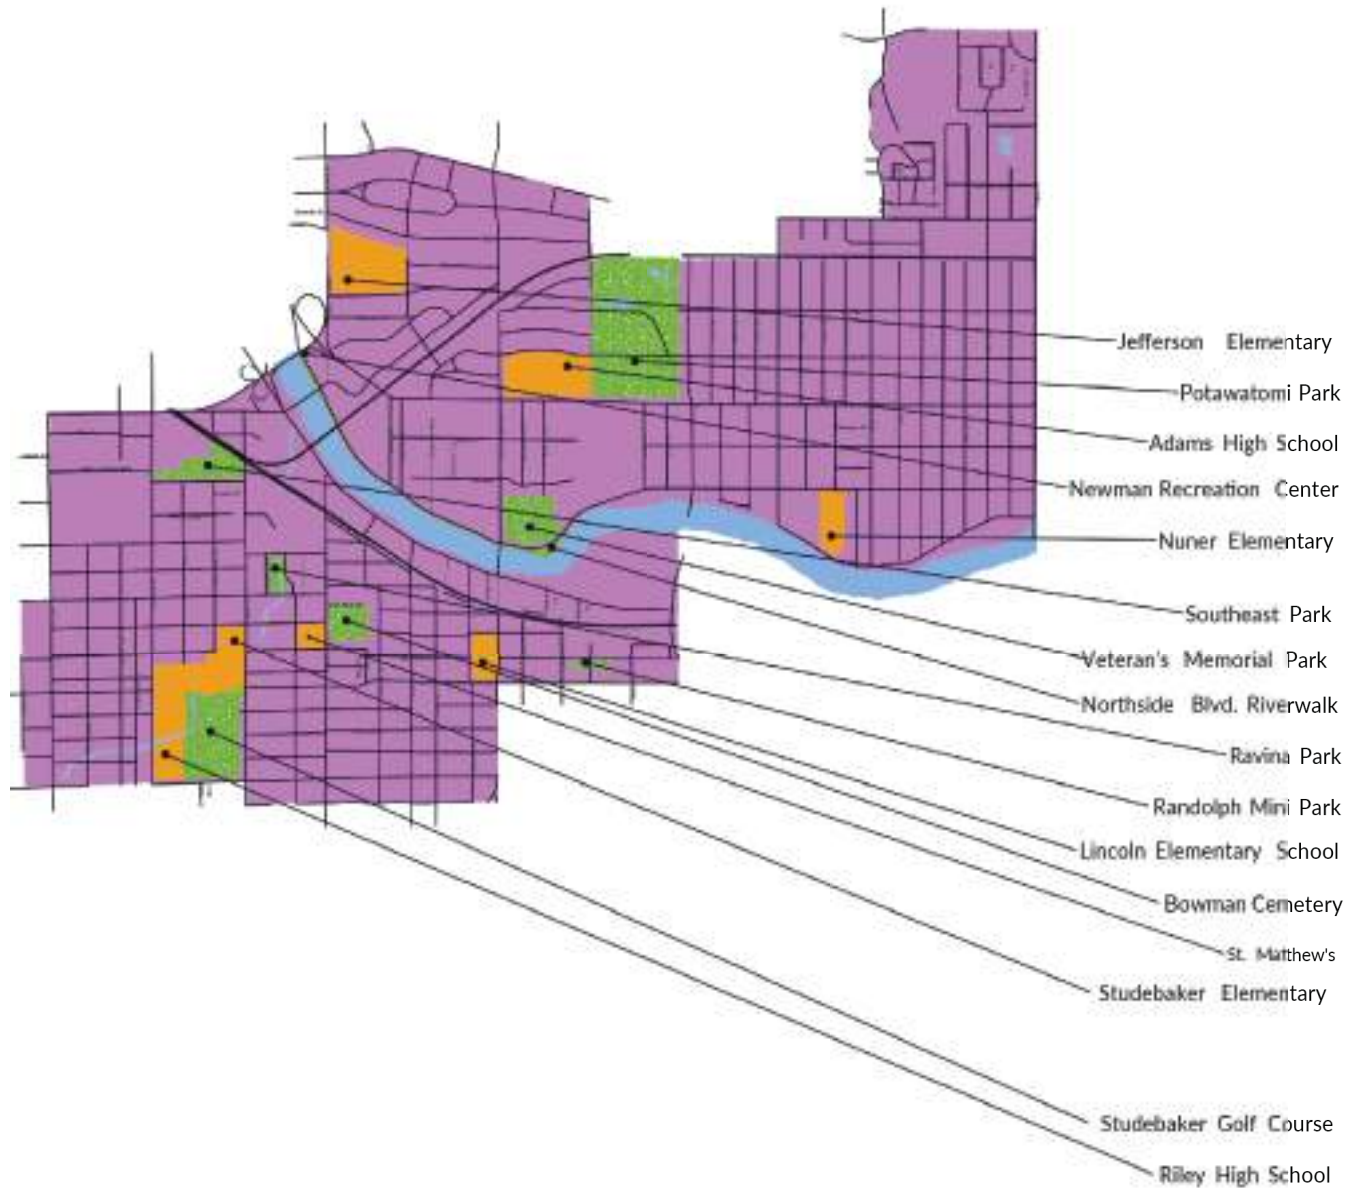 Jefferson Elementary
Potawatomi Park
Adams High School
Newman Recreation Center
Nuner Elementary
Southeast Park
Veteran's Memorial Park
Northside Blvd. Riverwalk
Ravina Park
Randolph Mini Park
Lincoln Elementary School
Bowman Cemetery
St. Matthew's
Studebaker Elementary
Studebaker Golf Course
Riley High School